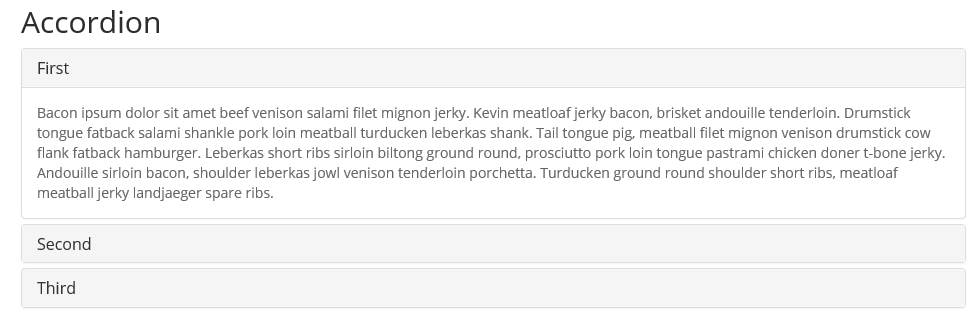 Accordion
First
Bacon ipsum dolor sit amet beef venison salami filet mignon jerky. Kevin meatloaf jerky bacon, brisket andouille tenderloin. Drumstick
tongue fatback salami shankle pork loin meatball turducken leberkas shank. Tail tongue pig, meatball filet mignon venison drumstick cow
flank fatback hamburger. Leberkas short ribs sirloin biltong ground round, prosciutto pork loin tongue pastrami chicken doner t-bone jerky.
Andouille sirloin bacon, shoulder leberkas jowl venison tenderloin porchetta. Turducken ground round shoulder short ribs, meatloaf
meatball jerky landjaeger spare ribs.
Second
Third